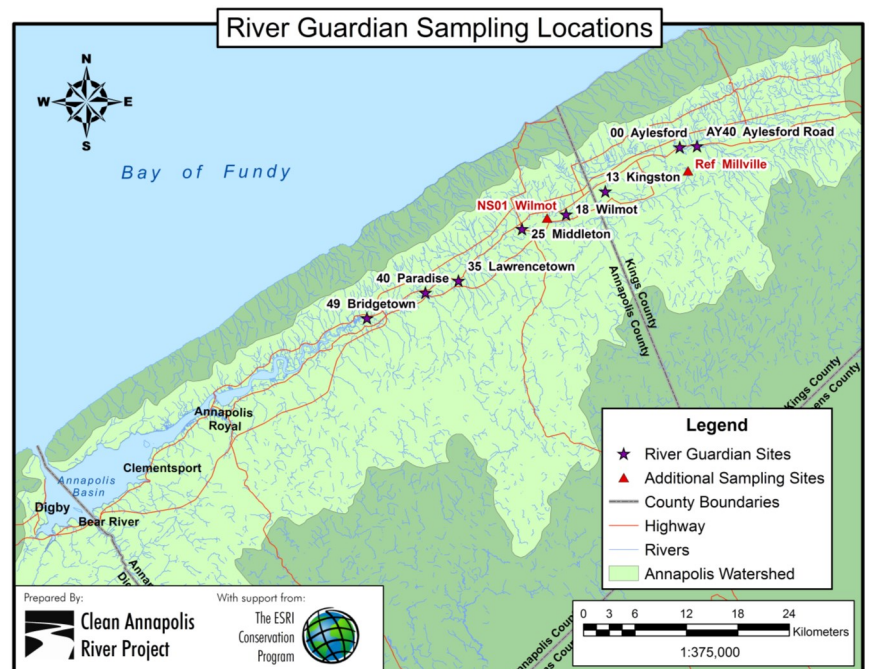 River Guardian Sampling Locations
N
W E
S
Bay of Fundy
00 Aylesford
AY40 Aylesford Road
Ref Millville
13 Kingston
NS01 Wilmot
18 Wilmot
25 Middleton
35 Lawrencetown
40 Paradise
49 Bridgetown
Kings County
Annapolis County
Annapolis
Royal
Clementsport
Annapolis
Basin
Digby
Bear River
Kings County
ens County
Legend
River Guardian Sites
Additional Sampling Sites
County Boundaries
Highway
Rivers
Annapolis Watershed
Prepared By:
Clean Annapolis
River Project
With support from:
The ESRI
Conservation
Program
0 3 6 12 18 24
Kilometers
1:375,000